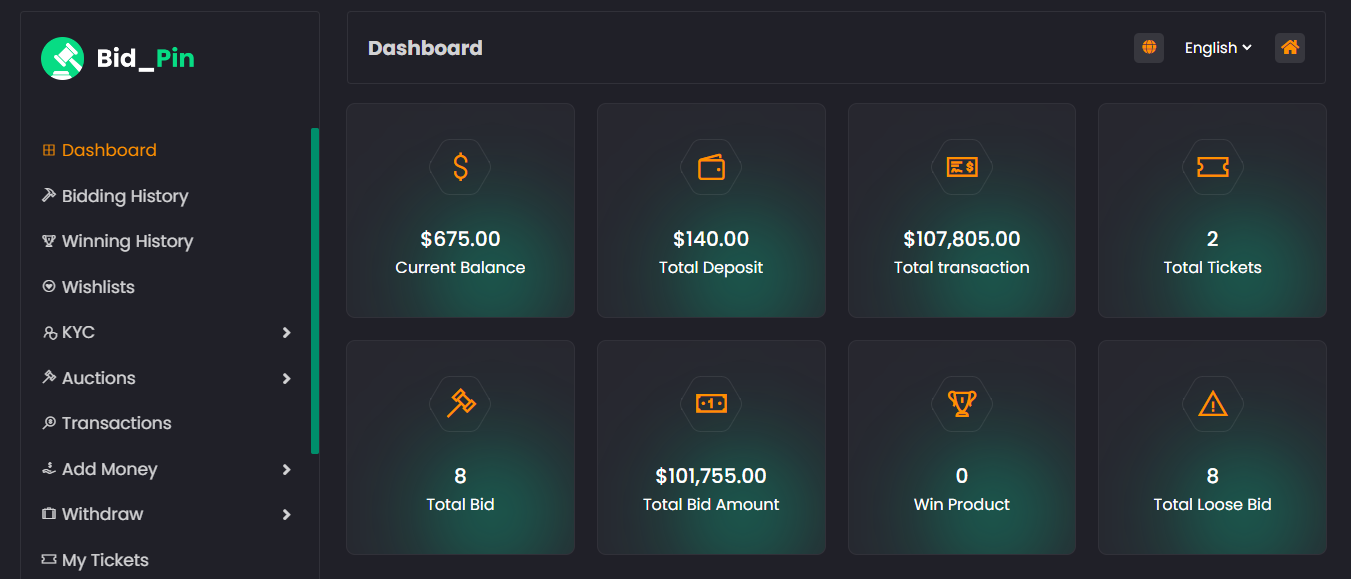 Bid_Pin
Dashboard
Bidding History
Winning History
Wishlists
KYC
Auctions
Transactions
Add Money
Withdraw
My Tickets
Dashboard
English
$675.00
Current Balance
$140.00
Total Deposit
$107,805.00
Total transaction
2
Total Tickets
8
Total Bid
$101,755.00
Total Bid Amount
0
Win Product
8
Total Loose Bid